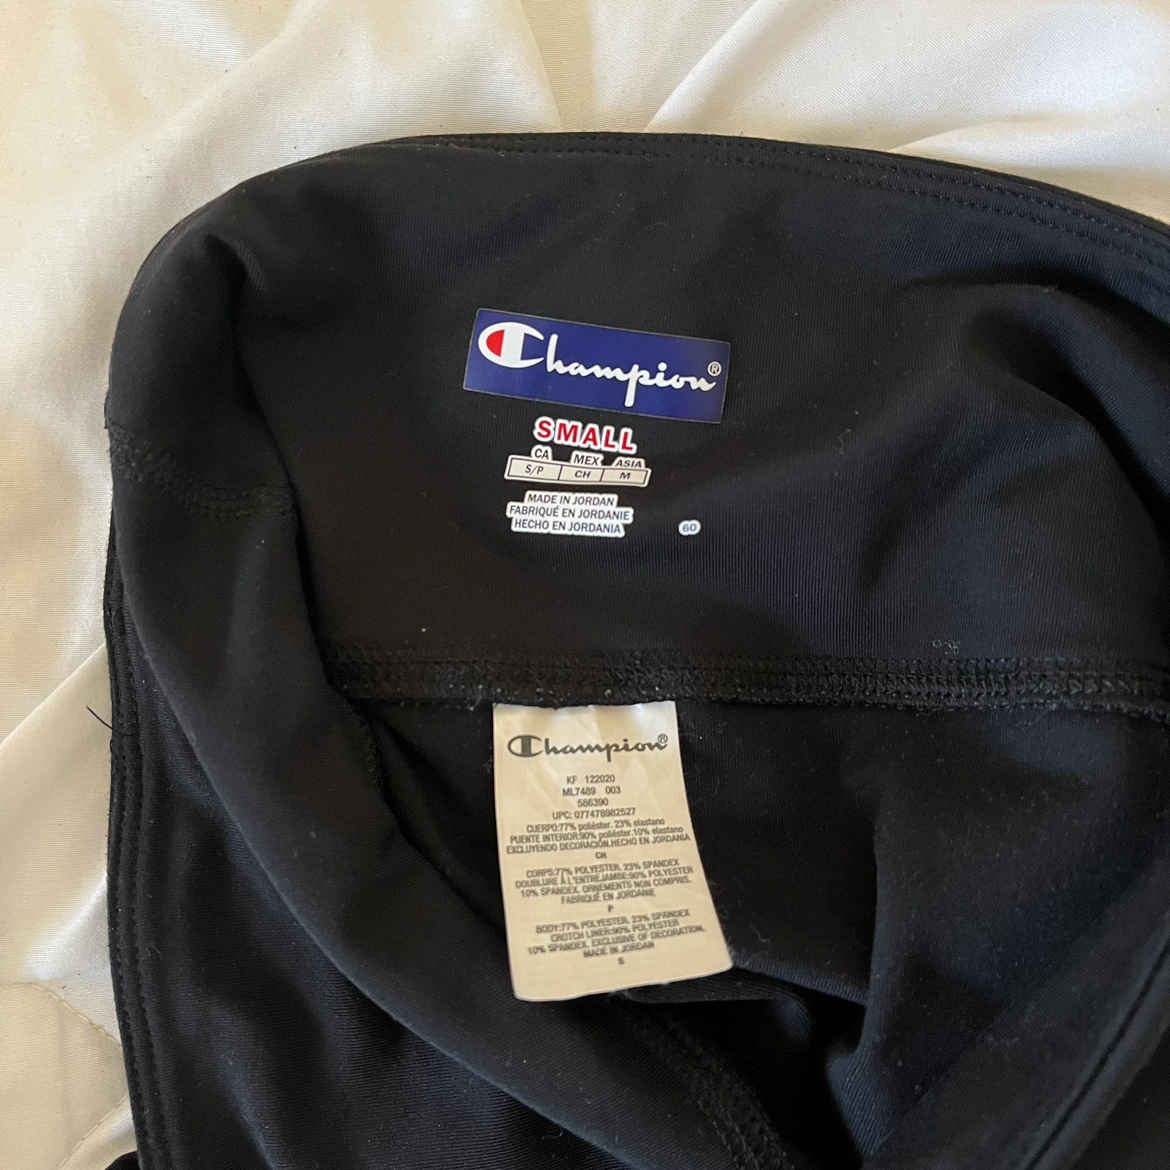 Champion®
SMALL
CA MEX ASIA
S/P CH M
MADE IN JORDAN
FABRIQUÉ EN JORDANIE
HECHO EN JORDANIA
60
Champion®
KF 122020
ML7489 003
586390
UPC: 077478982527
CUERPO:77% poliéster. 23% elastano
PUENTE INTERIOR:90% poliéster.10% elastano
EXCLUYENDO DECORACIÓN.HECHO EN JORDANIA
CH
CORPS:77% POLYESTER. 23% SPANDEX
DOUBLURE À L'ENTREJAMBE:90% POLYESTER
10% SPANDEX. ORNEMENTS NON COMPRIS.
FABRIQUÉ EN JORDANIE
P
BODY:77% POLYESTER. 23% SPANDEX
CROTCH LINER:90% POLYESTER
10% SPANDEX. EXCLUSIVE OF DECORATION.
MADE IN JORDAN
S